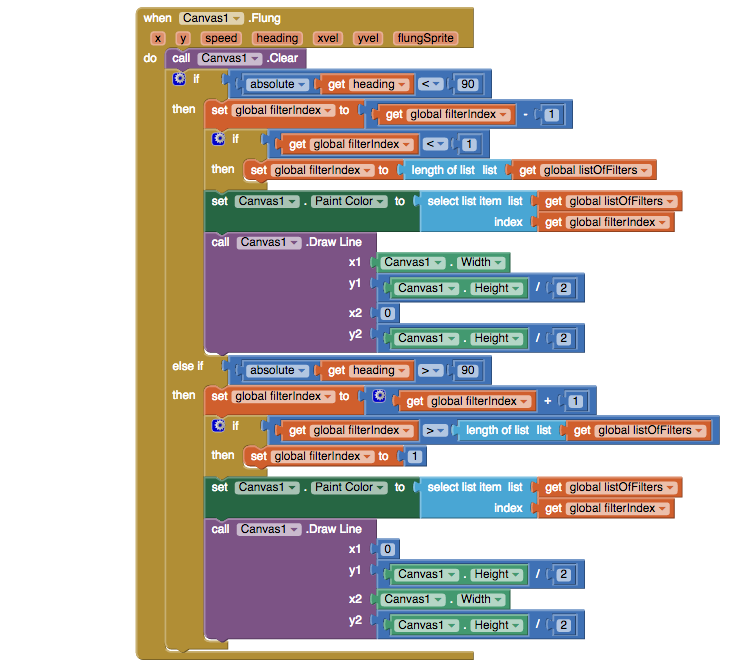 when Canvas1 .Flung
x y speed heading xvel yvel flungSprite
do call Canvas1 .Clear
if absolute get heading < 90
then set global filterIndex to get global filterIndex - 1
if get global filterIndex < 1
then set global filterIndex to length of list list get global listOfFilters
set Canvas1 . Paint Color to select list item list get global listOfFilters
index get global filterIndex
call Canvas1 .Draw Line
x1 Canvas1 . Width
y1 Canvas1 . Height / 2
x2 0
y2 Canvas1 . Height / 2
else if absolute get heading > 90
then set global filterIndex to get global filterIndex + 1
if get global filterIndex > length of list list get global listOfFilters
then set global filterIndex to 1
set Canvas1 . Paint Color to select list item list get global listOfFilters
index get global filterIndex
call Canvas1 .Draw Line
x1 0
y1 Canvas1 . Height / 2
x2 Canvas1 . Width
y2 Canvas1 . Height / 2